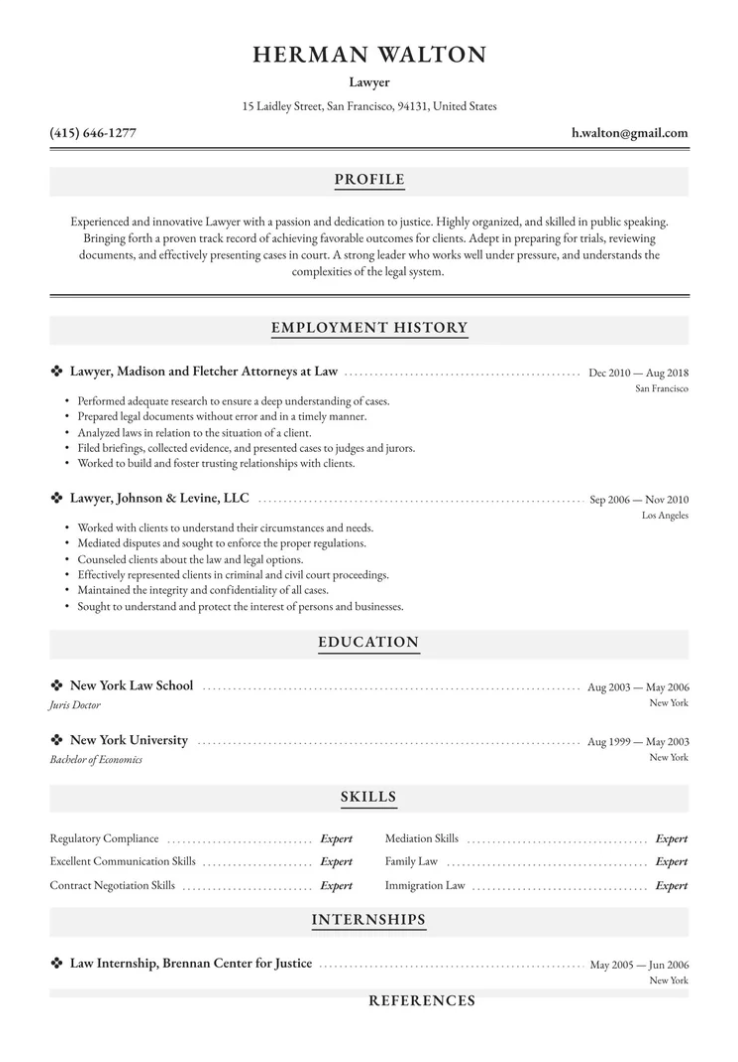 HERMAN WALTON
Lawyer
15 Laidley Street, San Francisco, 94131, United States
(415) 646-1277 h.walton@gmail.com
PROFILE
Experienced and innovative Lawyer with a passion and dedication to justice. Highly organized, and skilled in public speaking.
Bringing forth a proven track record of achieving favorable outcomes for clients. Adept in preparing for trials, reviewing
documents, and effectively presenting cases in court. A strong leader who works well under pressure, and understands the
complexities of the legal system.
EMPLOYMENT HISTORY
Lawyer, Madison and Fletcher Attorneys at Law Dec 2010 — Aug 2018
San Francisco
• Performed adequate research to ensure a deep understanding of cases.
• Prepared legal documents without error and in a timely manner.
• Analyzed laws in relation to the situation of a client.
• Filed briefings, collected evidence, and presented cases to judges and jurors.
• Worked to build and foster trusting relationships with clients.
Lawyer, Johnson & Levine, LLC Sep 2006 — Nov 2010
Los Angeles
• Worked with clients to understand their circumstances and needs.
• Mediated disputes and sought to enforce the proper regulations.
• Counseled clients about the law and legal options.
• Effectively represented clients in criminal and civil court proceedings.
• Maintained the integrity and confidentiality of all cases.
• Sought to understand and protect the interest of persons and businesses.
EDUCATION
New York Law School Aug 2003 — May 2006
Juris Doctor New York
New York University Aug 1999 — May 2003
Bachelor of Economics New York
SKILLS
Regulatory Compliance Expert Mediation Skills Expert
Excellent Communication Skills Expert Family Law Expert
Contract Negotiation Skills Expert Immigration Law Expert
INTERNSHIPS
Law Internship, Brennan Center for Justice May 2005 — Jun 2006
New York
REFERENCES